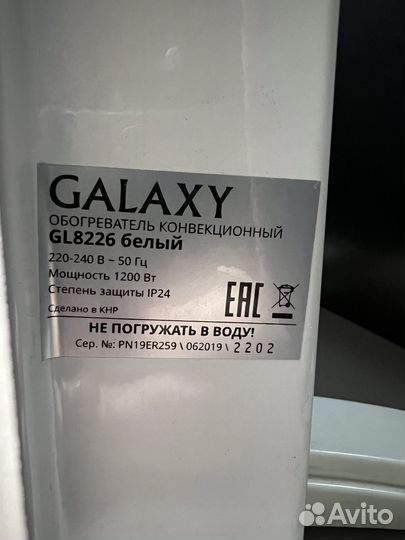 GALAXY
ОБОГРЕВАТЕЛЬ КОНВЕКЦИОННЫЙ
GL8226 белый
220-240 В ~ 50 Гц
Мощность 1200 Вт
Степень защиты IP24
Сделано в КНР
EAC
НЕ ПОГРУЖАТЬ В ВОДУ!
Сер. №: PN19ER259 \ 062019 \ 2202
Avito